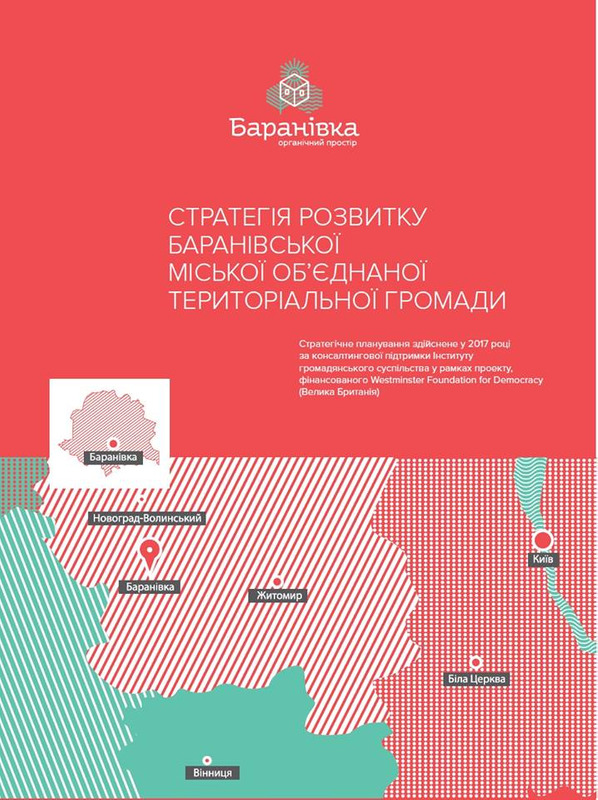 Баранівка
органічний простір
СТРАТЕГІЯ РОЗВИТКУ
БАРАНІВСЬКОЇ
МІСЬКОЇ ОБ’ЄДНАНОЇ
ТЕРИТОРІАЛЬНОЇ ГРОМАДИ
Стратегічне планування здійснене у 2017 році
за консалтингової підтримки Інституту
громадянського суспільства у рамках проекту,
фінансованого Westminster Foundation for Democracy
(Велика Британія)
Баранівка
Новоград-Волинський
Баранівка
Житомир
Київ
Біла Церква
Вінниця